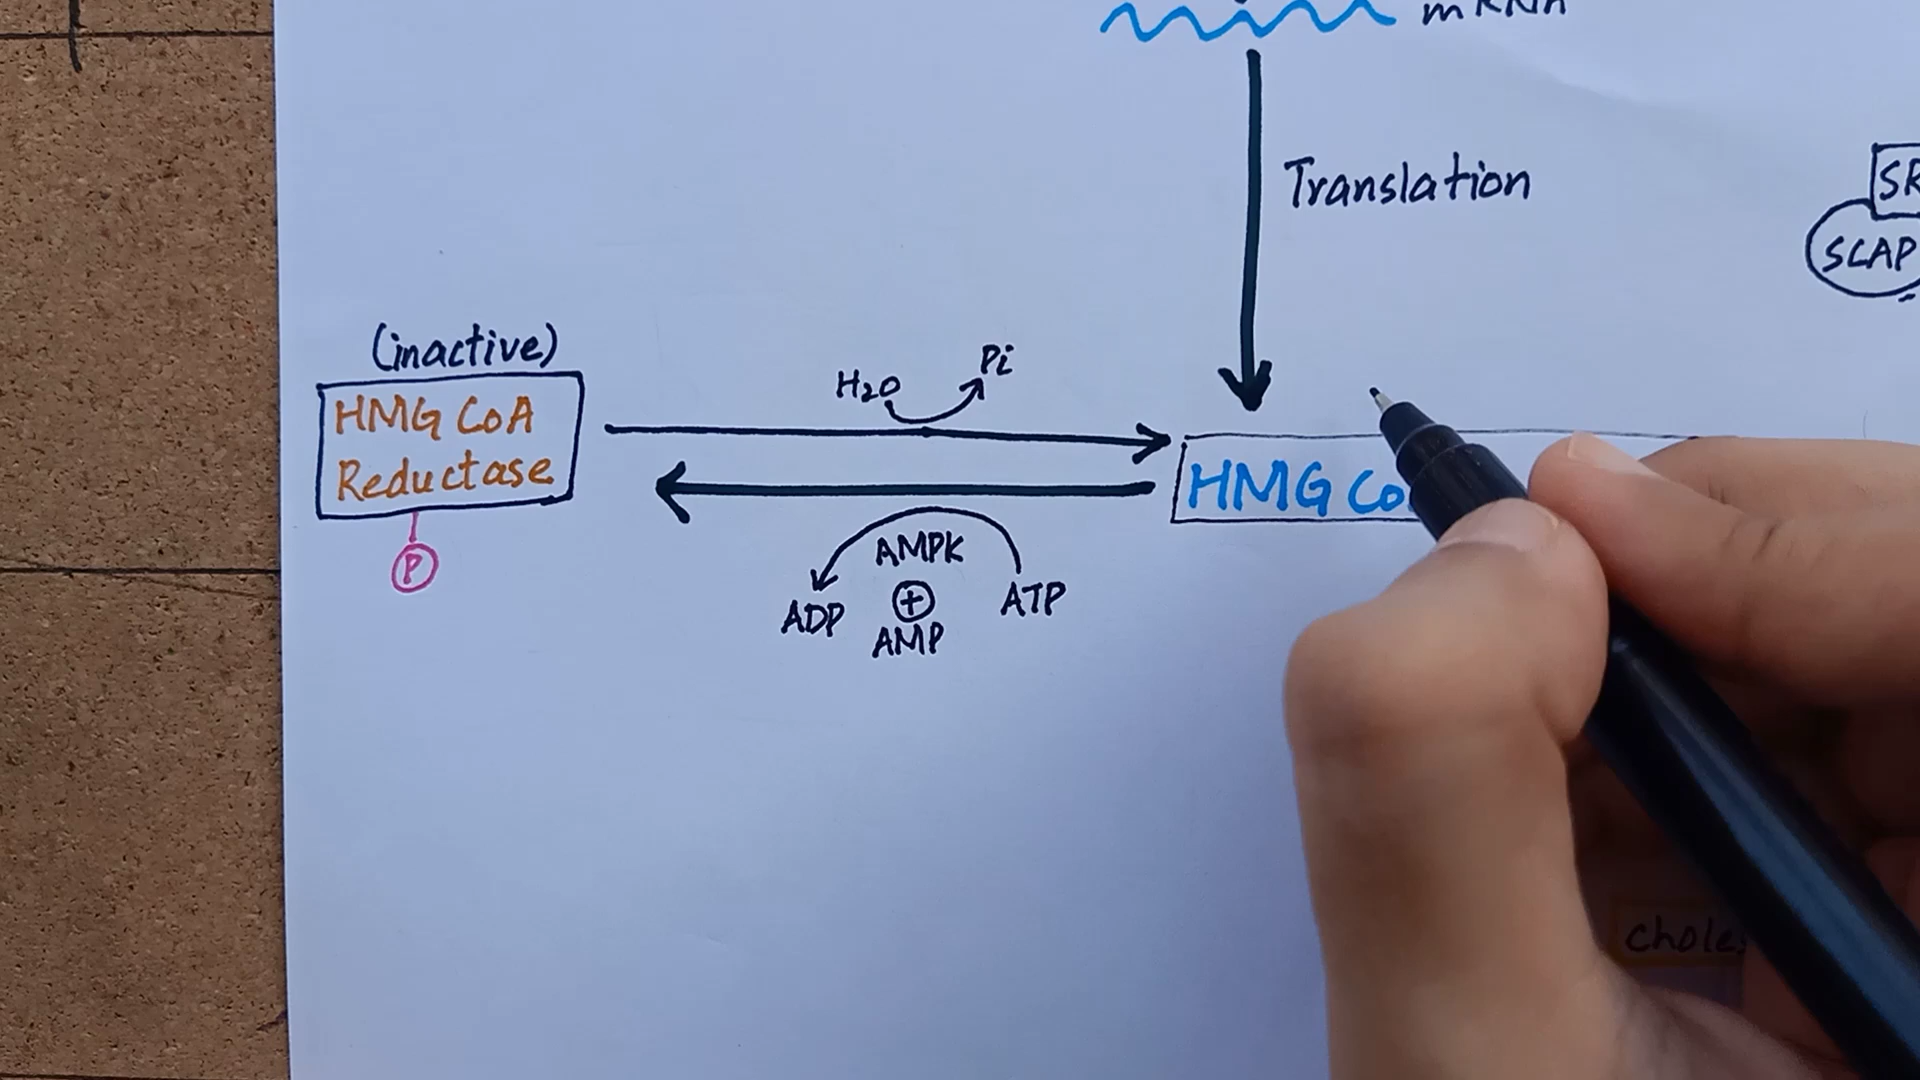 mRNA
Translation
SR
SCAP
(inactive)
HMG CoA
Reductase
P
H2O
Pi
HMG Co
AMPK
+
AMP
ADP
ATP
chole